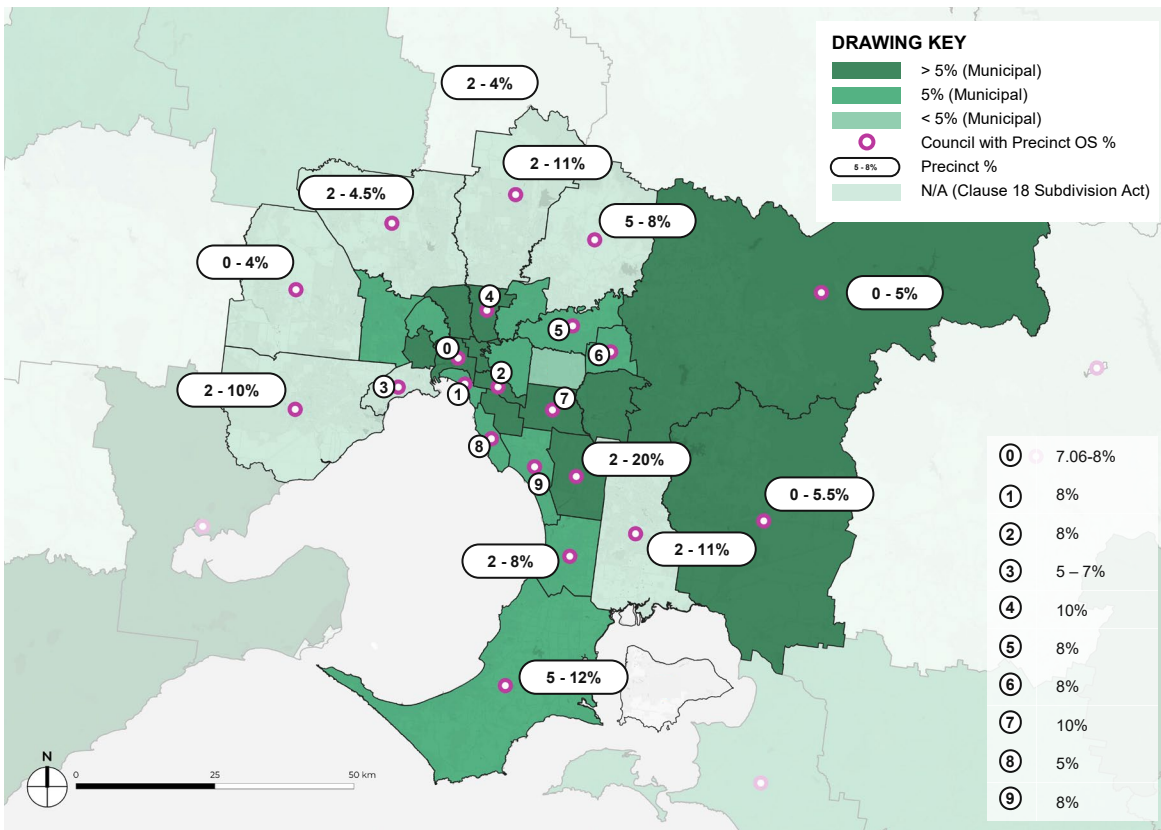 DRAWING KEY
> 5% (Municipal)
5% (Municipal)
< 5% (Municipal)
Council with Precinct OS %
5 - 8% Precinct %
N/A (Clause 18 Subdivision Act)
2 - 4%
2 - 11%
2 - 4.5%
5 - 8%
0 - 4%
0 - 5%
4
5
0
6
2 - 10%
3
2
1
7
8
2 - 20%
9
0 - 5.5%
2 - 11%
2 - 8%
5 - 12%
0 7.06-8%
1 8%
2 8%
3 5 – 7%
4 10%
5 8%
6 8%
7 10%
8 5%
9 8%
N
0 25 50 km